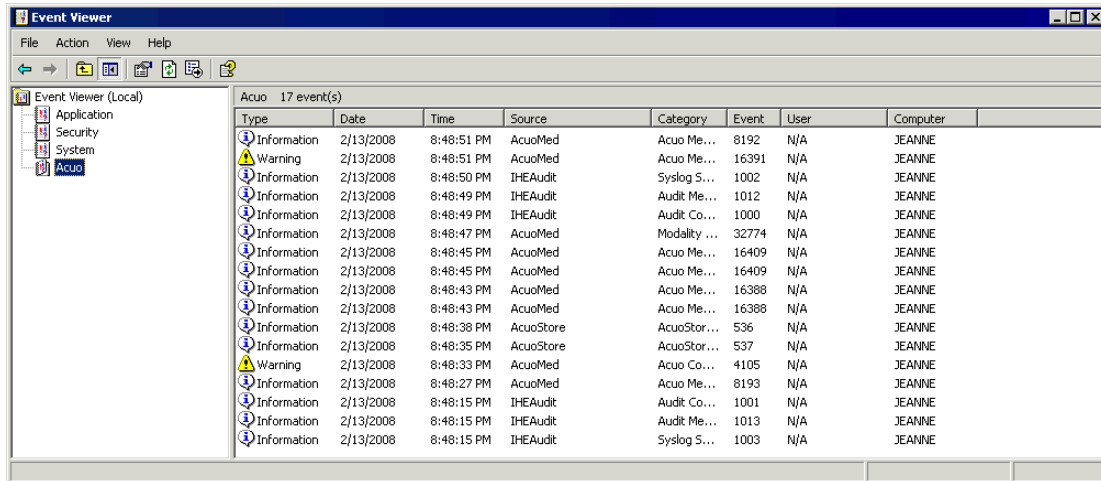 Event Viewer
File Action View Help
Event Viewer (Local)
Application
Security
System
Acuo
Acuo 17 event(s)
Type Date Time Source Category Event User Computer
Information 2/13/2008 8:48:51 PM AcuoMed Acuo Me... 8192 N/A JEANNE
Warning 2/13/2008 8:48:51 PM AcuoMed Acuo Me... 16391 N/A JEANNE
Information 2/13/2008 8:48:50 PM IHEAudit Syslog S... 1002 N/A JEANNE
Information 2/13/2008 8:48:49 PM IHEAudit Audit Me... 1012 N/A JEANNE
Information 2/13/2008 8:48:49 PM IHEAudit Audit Co... 1000 N/A JEANNE
Information 2/13/2008 8:48:47 PM AcuoMed Modality ... 32774 N/A JEANNE
Information 2/13/2008 8:48:45 PM AcuoMed Acuo Me... 16409 N/A JEANNE
Information 2/13/2008 8:48:45 PM AcuoMed Acuo Me... 16409 N/A JEANNE
Information 2/13/2008 8:48:43 PM AcuoMed Acuo Me... 16388 N/A JEANNE
Information 2/13/2008 8:48:43 PM AcuoMed Acuo Me... 16388 N/A JEANNE
Information 2/13/2008 8:48:38 PM AcuoStore AcuoStor... 536 N/A JEANNE
Information 2/13/2008 8:48:35 PM AcuoStore AcuoStor... 537 N/A JEANNE
Warning 2/13/2008 8:48:33 PM AcuoMed Acuo Co... 4105 N/A JEANNE
Information 2/13/2008 8:48:27 PM AcuoMed Acuo Me... 8193 N/A JEANNE
Information 2/13/2008 8:48:15 PM IHEAudit Audit Co... 1001 N/A JEANNE
Information 2/13/2008 8:48:15 PM IHEAudit Audit Me... 1013 N/A JEANNE
Information 2/13/2008 8:48:15 PM IHEAudit Syslog S... 1003 N/A JEANNE